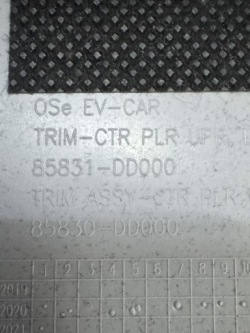 OSe EV-CAR
TRIM-CTR PLR UPR
85831-DD000
TRIM ASSY-CTR PLR
85830-DD000
1 2 3 4 5 6 7 8 9
2019
2020
2021